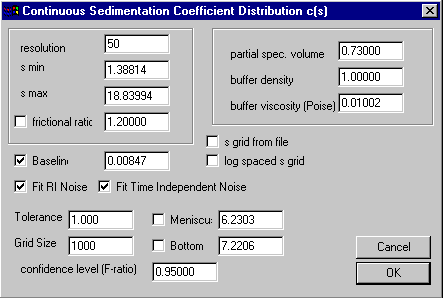 Continuous Sedimentation Coefficient Distribution c(s)
resolution 50
s min 1.38814
s max 18.83994
frictional ratio 1.20000
partial spec. volume 0.73000
buffer density 1.00000
buffer viscosity (Poise) 0.01002
s grid from file
Baseline 0.00847
log spaced s grid
Fit RI Noise Fit Time Independent Noise
Tolerance 1.000 Meniscu: 6.2303
Grid Size 1000 Bottom 7.2206
Cancel
confidence level (F-ratio) 0.95000
OK